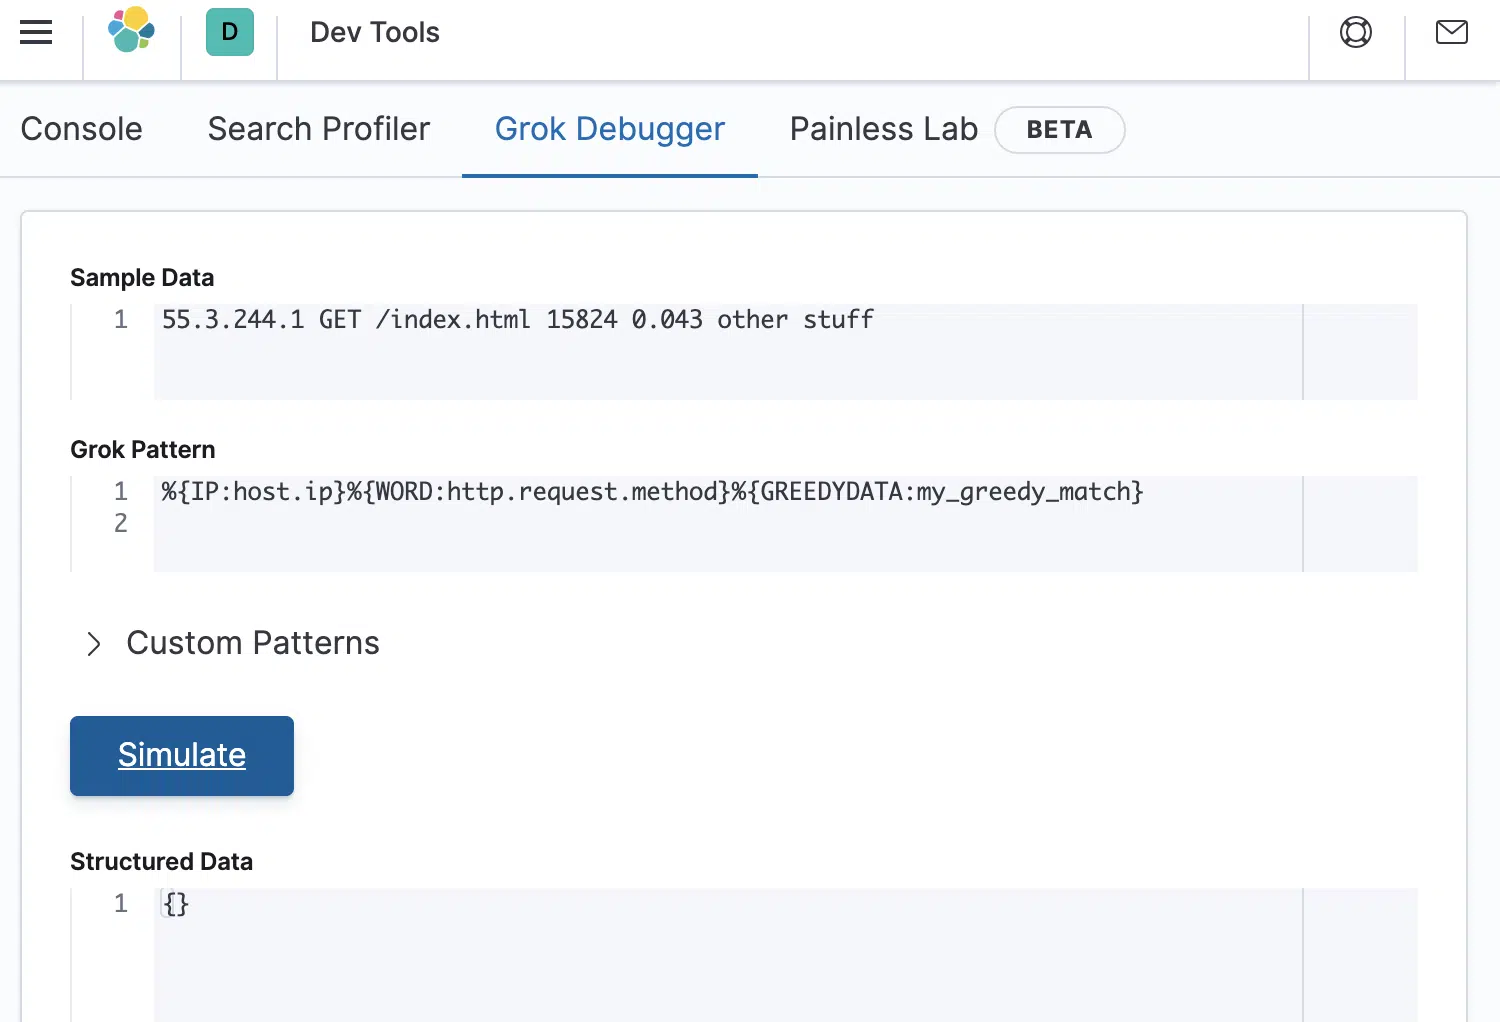 D Dev Tools
Console Search Profiler Grok Debugger Painless Lab BETA
Sample Data
1 55.3.244.1 GET /index.html 15824 0.043 other stuff
Grok Pattern
1 %{IP:host.ip}%{WORD:http.request.method}%{GREEDYDATA:my_greedy_match}
2
Custom Patterns
Simulate
Structured Data
1 {}